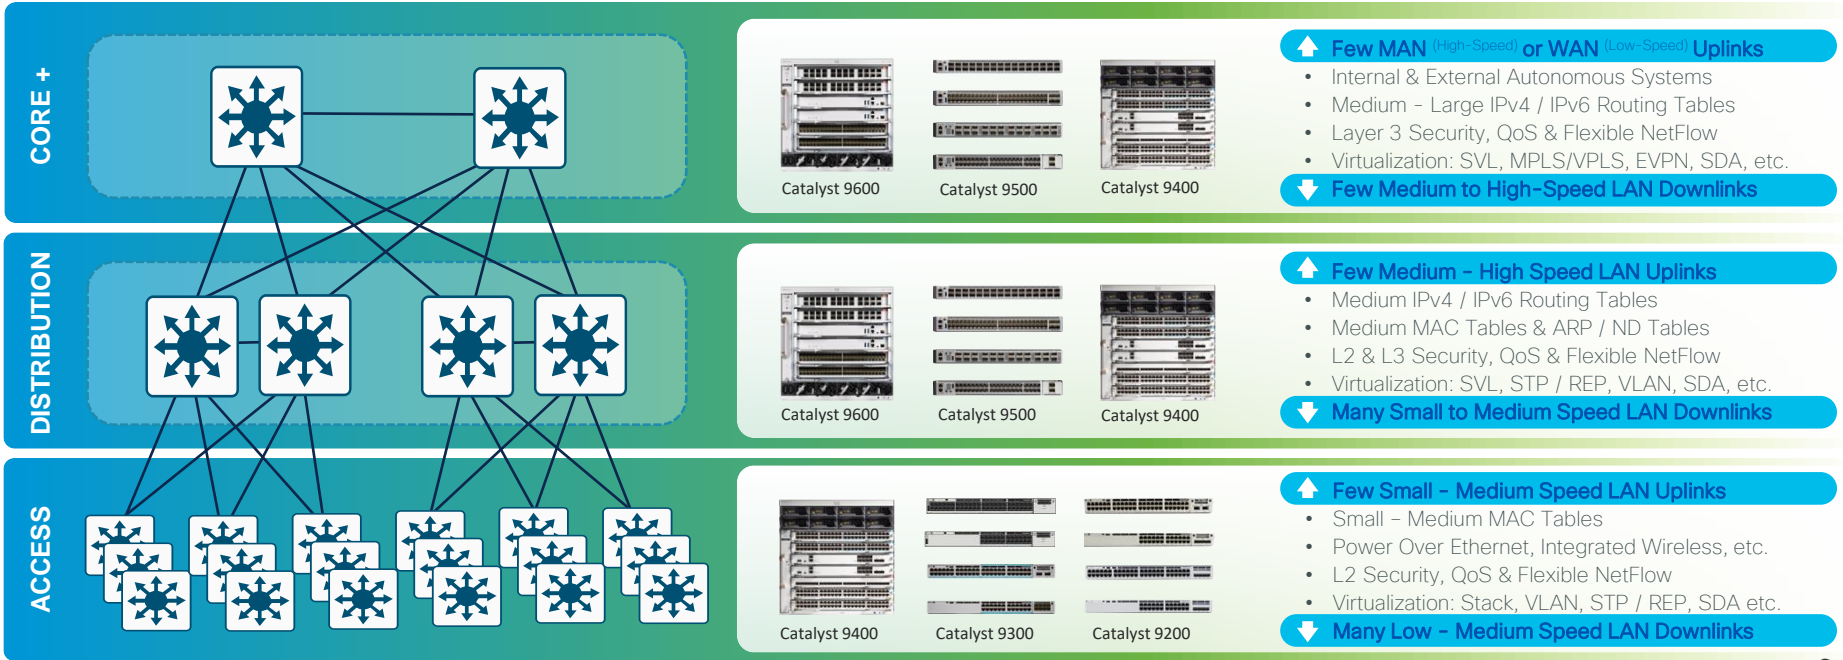 CORE +
Catalyst 9600
Catalyst 9500
Catalyst 9400
Few MAN (High-Speed) or WAN (Low-Speed) Uplinks
• Internal & External Autonomous Systems
• Medium - Large IPv4 / IPv6 Routing Tables
• Layer 3 Security, QoS & Flexible NetFlow
• Virtualization: SVL, MPLS/VPLS, EVPN, SDA, etc.
Few Medium to High-Speed LAN Downlinks
DISTRIBUTION
Catalyst 9600
Catalyst 9500
Catalyst 9400
Few Medium - High Speed LAN Uplinks
• Medium IPv4 / IPv6 Routing Tables
• Medium MAC Tables & ARP / ND Tables
• L2 & L3 Security, QoS & Flexible NetFlow
• Virtualization: SVL, STP / REP, VLAN, SDA, etc.
Many Small to Medium Speed LAN Downlinks
ACCESS
Catalyst 9400
Catalyst 9300
Catalyst 9200
Few Small - Medium Speed LAN Uplinks
• Small – Medium MAC Tables
• Power Over Ethernet, Integrated Wireless, etc.
• L2 Security, QoS & Flexible NetFlow
• Virtualization: Stack, VLAN, STP / REP, SDA etc.
Many Low - Medium Speed LAN Downlinks